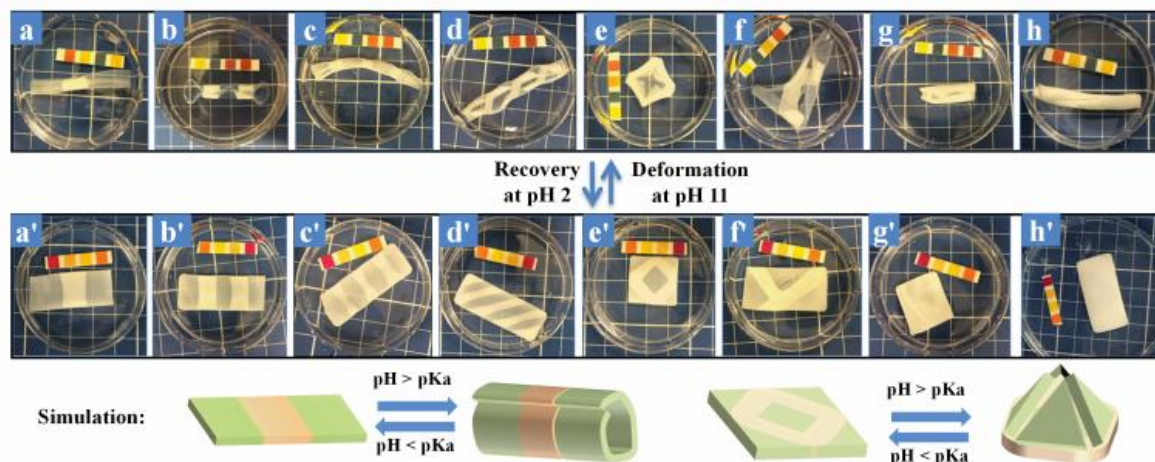 a b c d e f g h
Recovery Deformation
at pH 2 at pH 11
a' b' c' d' e' f' g' h'
pH > pKa pH > pKa
Simulation:
pH < pKa pH < pKa